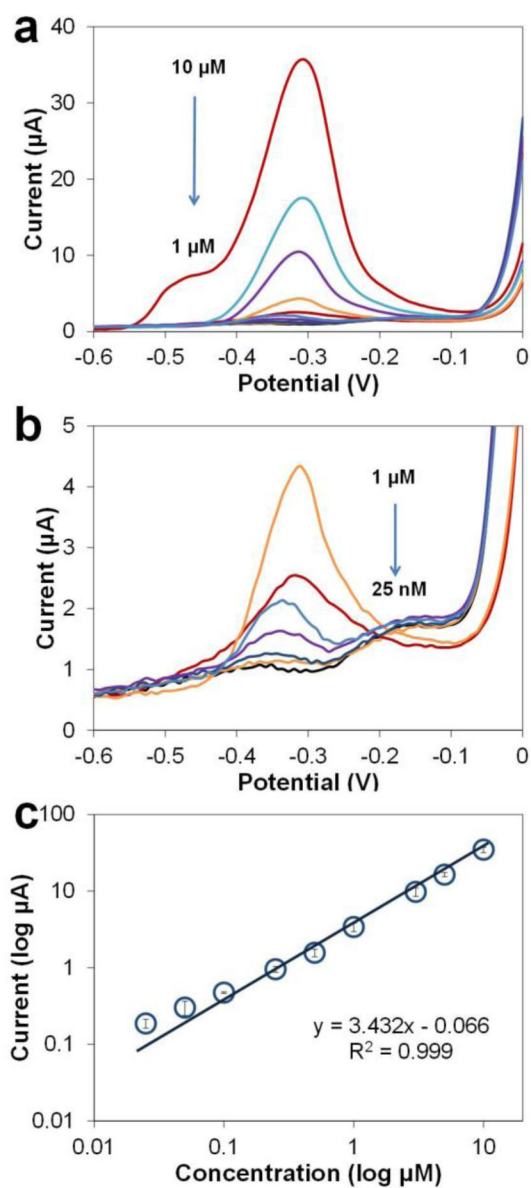 a
40
30
20
10
0
Current (µA)
10 µM
1 µM
-0.6 -0.5 -0.4 -0.3 -0.2 -0.1 0
Potential (V)
b
5
4
3
2
1
0
Current (µA)
1 µM
25 nM
-0.6 -0.5 -0.4 -0.3 -0.2 -0.1 0
Potential (V)
c
100
10
1
0.1
0.01
Current (log µA)
y = 3.432x - 0.066
R² = 0.999
0.01 0.1 1 10
Concentration (log µM)